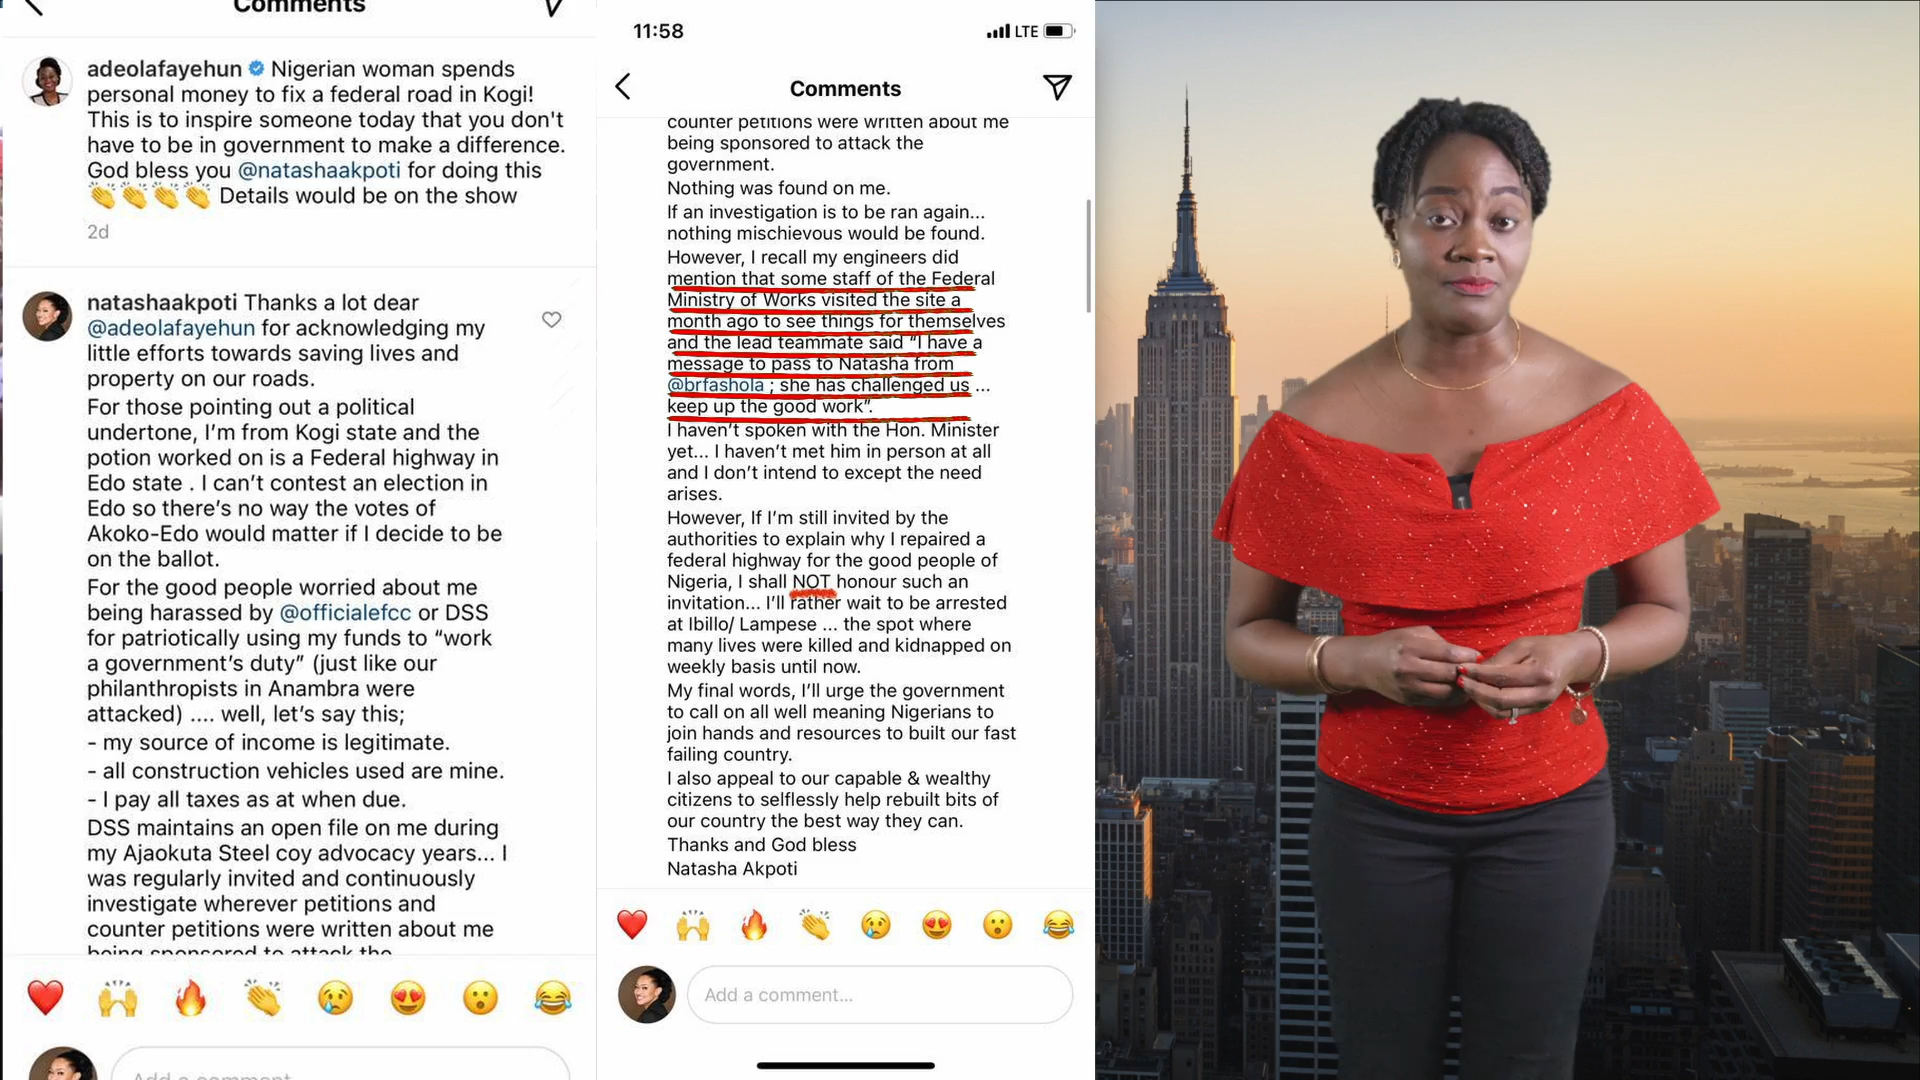 Comments
adeolafayehun Nigerian woman spends
personal money to fix a federal road in Kogi!
This is to inspire someone today that you don't
have to be in government to make a difference.
God bless you @natashaakpoti for doing this
👏👏👏👏 Details would be on the show
2d
natashaakpoti Thanks a lot dear
@adeolafayehun for acknowledging my
little efforts towards saving lives and
property on our roads.
For those pointing out a political
undertone, I'm from Kogi state and the
potion worked on is a Federal highway in
Edo state . I can't contest an election in
Edo so there's no way the votes of
Akoko-Edo would matter if I decide to be
on the ballot.
For the good people worried about me
being harassed by @officialefcc or DSS
for patriotically using my funds to "work
a government's duty" (just like our
philanthropists in Anambra were
attacked) .... well, let's say this;
- my source of income is legitimate.
- all construction vehicles used are mine.
- I pay all taxes as at when due.
DSS maintains an open file on me during
my Ajaokuta Steel coy advocacy years... I
was regularly invited and continuously
investigate wherever petitions and
counter petitions were written about me
being sponsored to attack the
Add a comment
11:58
LTE
Comments
counter petitions were written about me
being sponsored to attack the
government.
Nothing was found on me.
If an investigation is to be ran again...
nothing mischievous would be found.
However, I recall my engineers did
mention that some staff of the Federal
Ministry of Works visited the site a
month ago to see things for themselves
and the lead teammate said "I have a
message to pass to Natasha from
@brfashola ; she has challenged us ...
keep up the good work".
I haven't spoken with the Hon. Minister
yet... I haven't met him in person at all
and I don't intend to except the need
arises.
However, If I'm still invited by the
authorities to explain why I repaired a
federal highway for the good people of
Nigeria, I shall NOT honour such an
invitation... I'll rather wait to be arrested
at Ibillo/ Lampese ... the spot where
many lives were killed and kidnapped on
weekly basis until now.
My final words, I'll urge the government
to call on all well meaning Nigerians to
join hands and resources to built our fast
failing country.
I also appeal to our capable & wealthy
citizens to selflessly help rebuilt bits of
our country the best way they can.
Thanks and God bless
Natasha Akpoti
Add a comment...